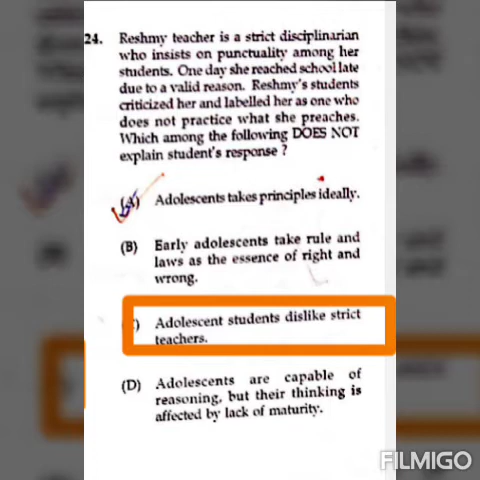 24. Reshmy teacher is a strict disciplinarian
who insists on punctuality among her
students. One day she reached school late
due to a valid reason. Reshmy's students
criticized her and labelled her as one who
does not practice what she preaches.
Which among the following DOES NOT
explain student's response ?
(A) Adolescents takes principles ideally.
(B) Early adolescents take rule and
laws as the essence of right and
wrong.
) Adolescent students dislike strict
teachers.
(D) Adolescents are capable of
reasoning, but their thinking is
affected by lack of maturity.
FILMIGO